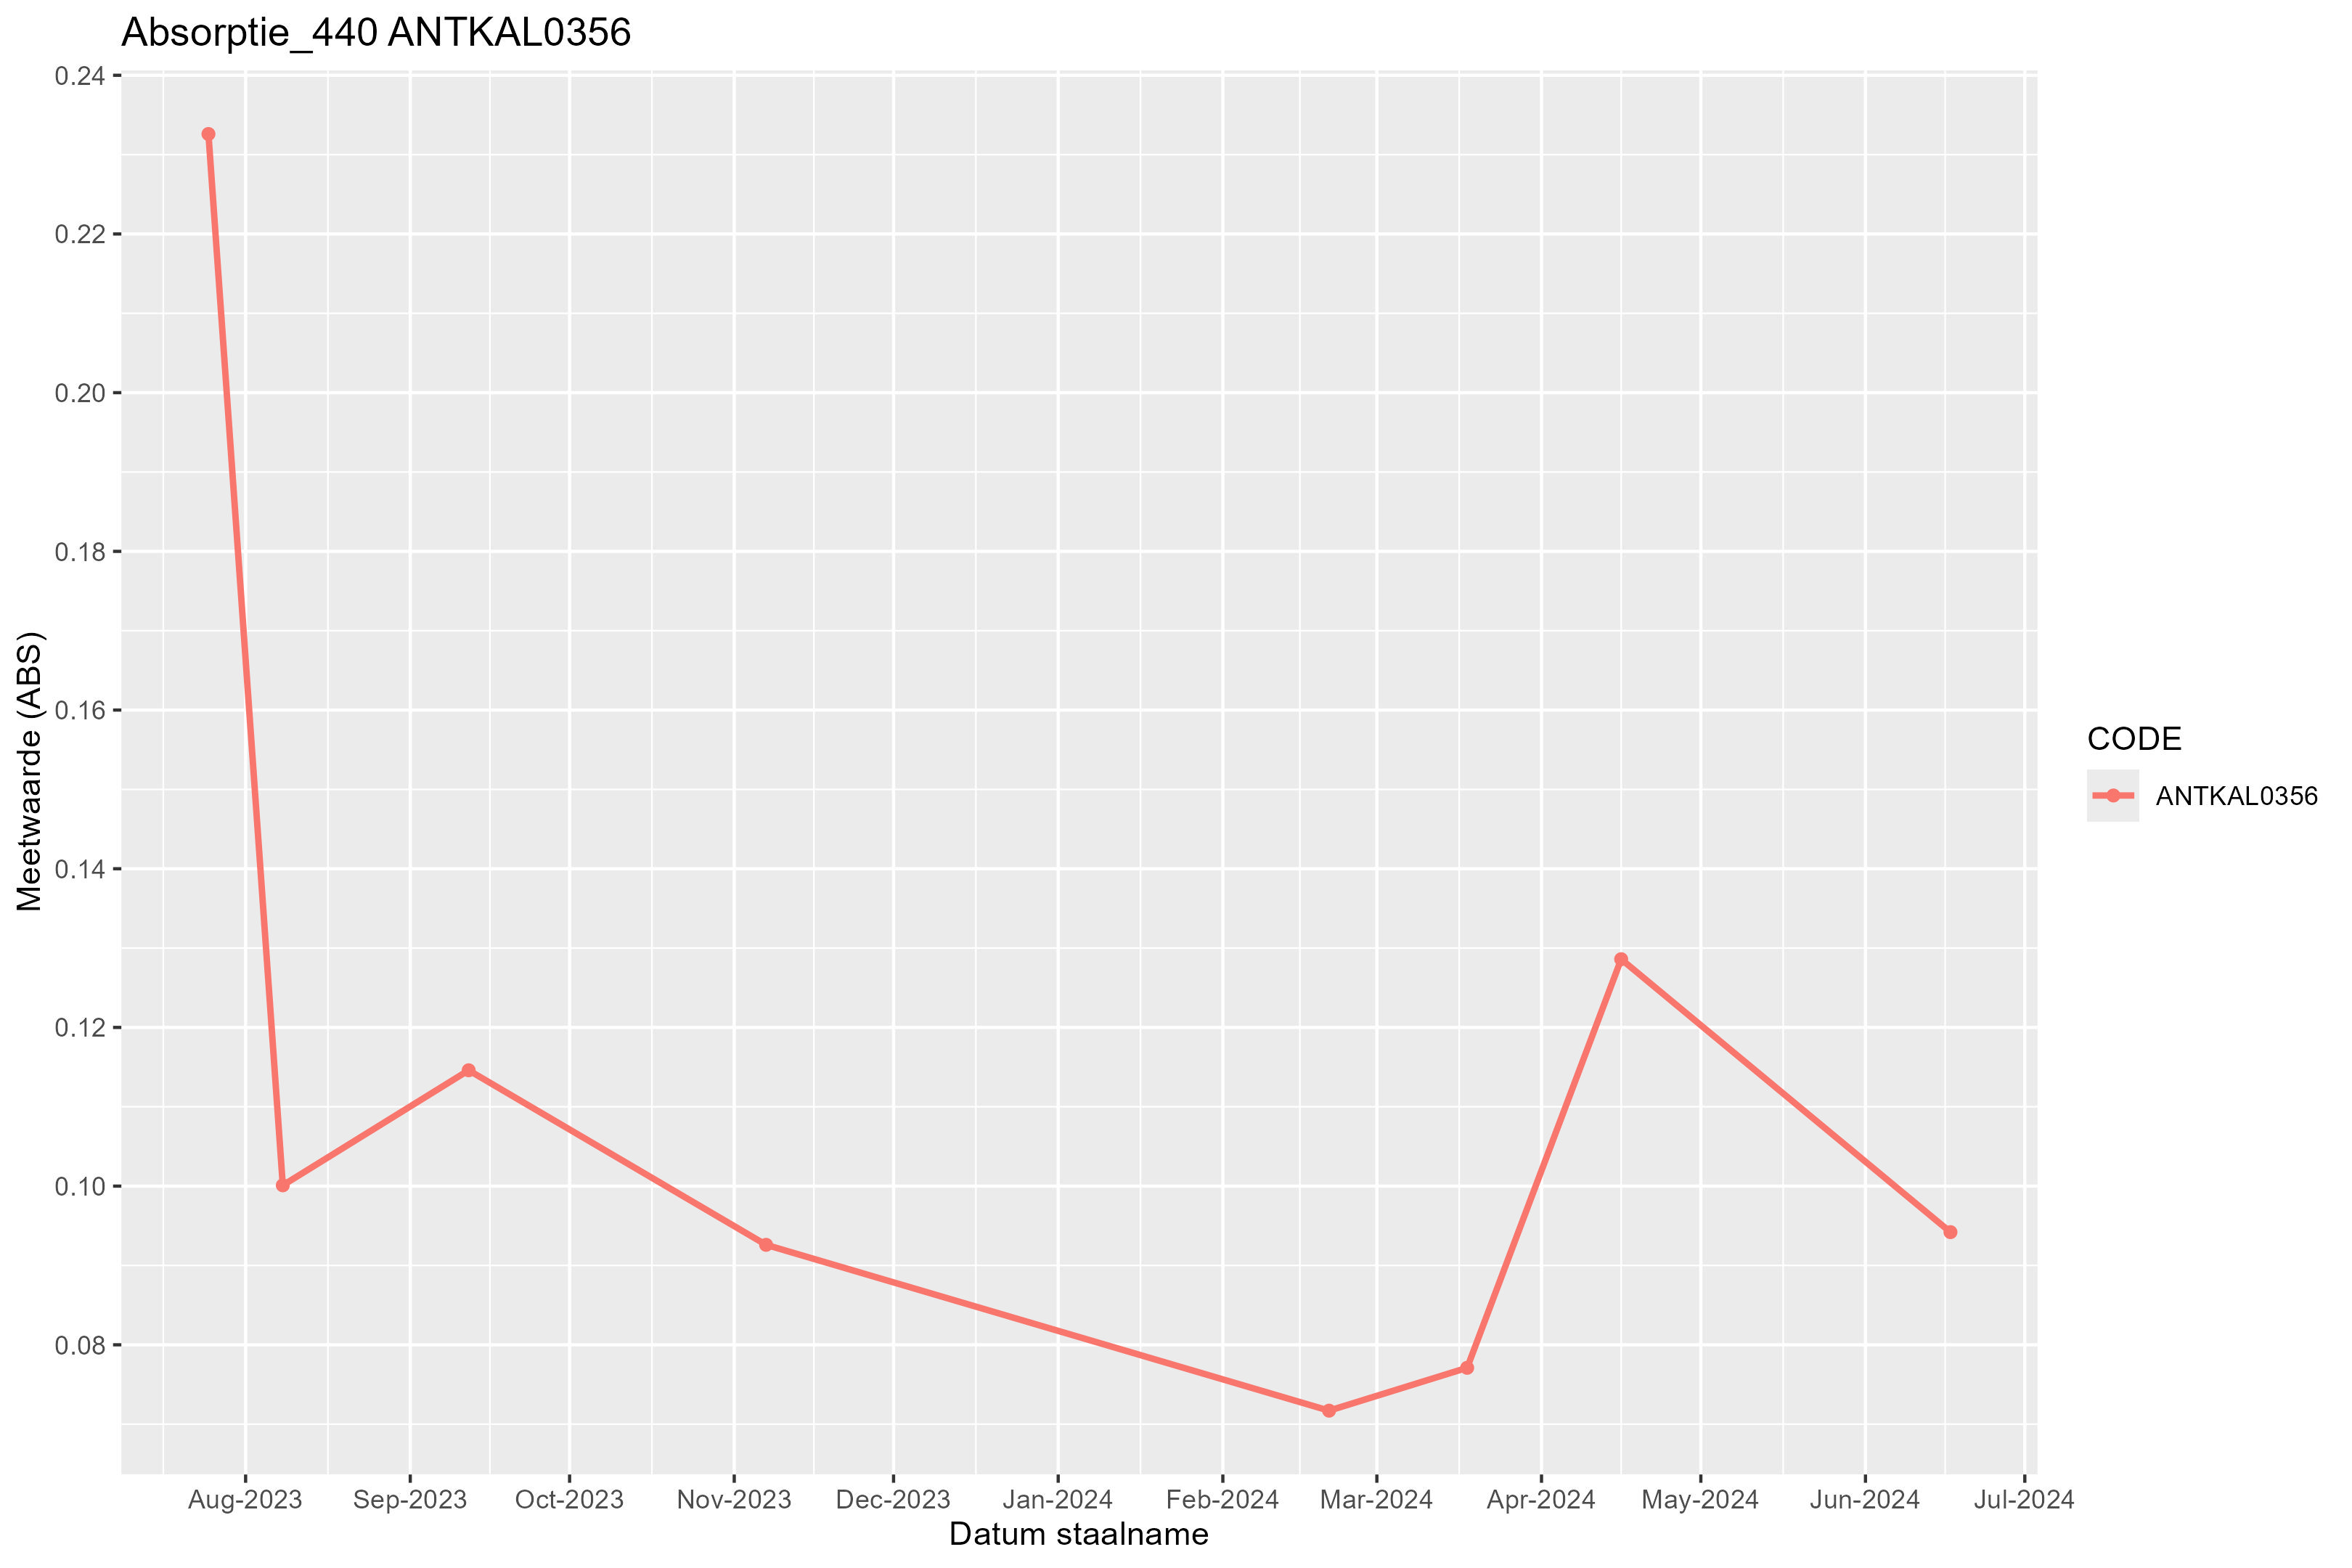 Absorptie_440 ANTKAL0356
0.24
0.22
0.20
0.18
0.16
0.14
0.12
0.10
0.08
Meetwaarde (ABS)
Aug-2023 Sep-2023 Oct-2023 Nov-2023 Dec-2023 Jan-2024 Feb-2024 Mar-2024 Apr-2024 May-2024 Jun-2024 Jul-2024
Datum staalname
CODE
ANTKAL0356